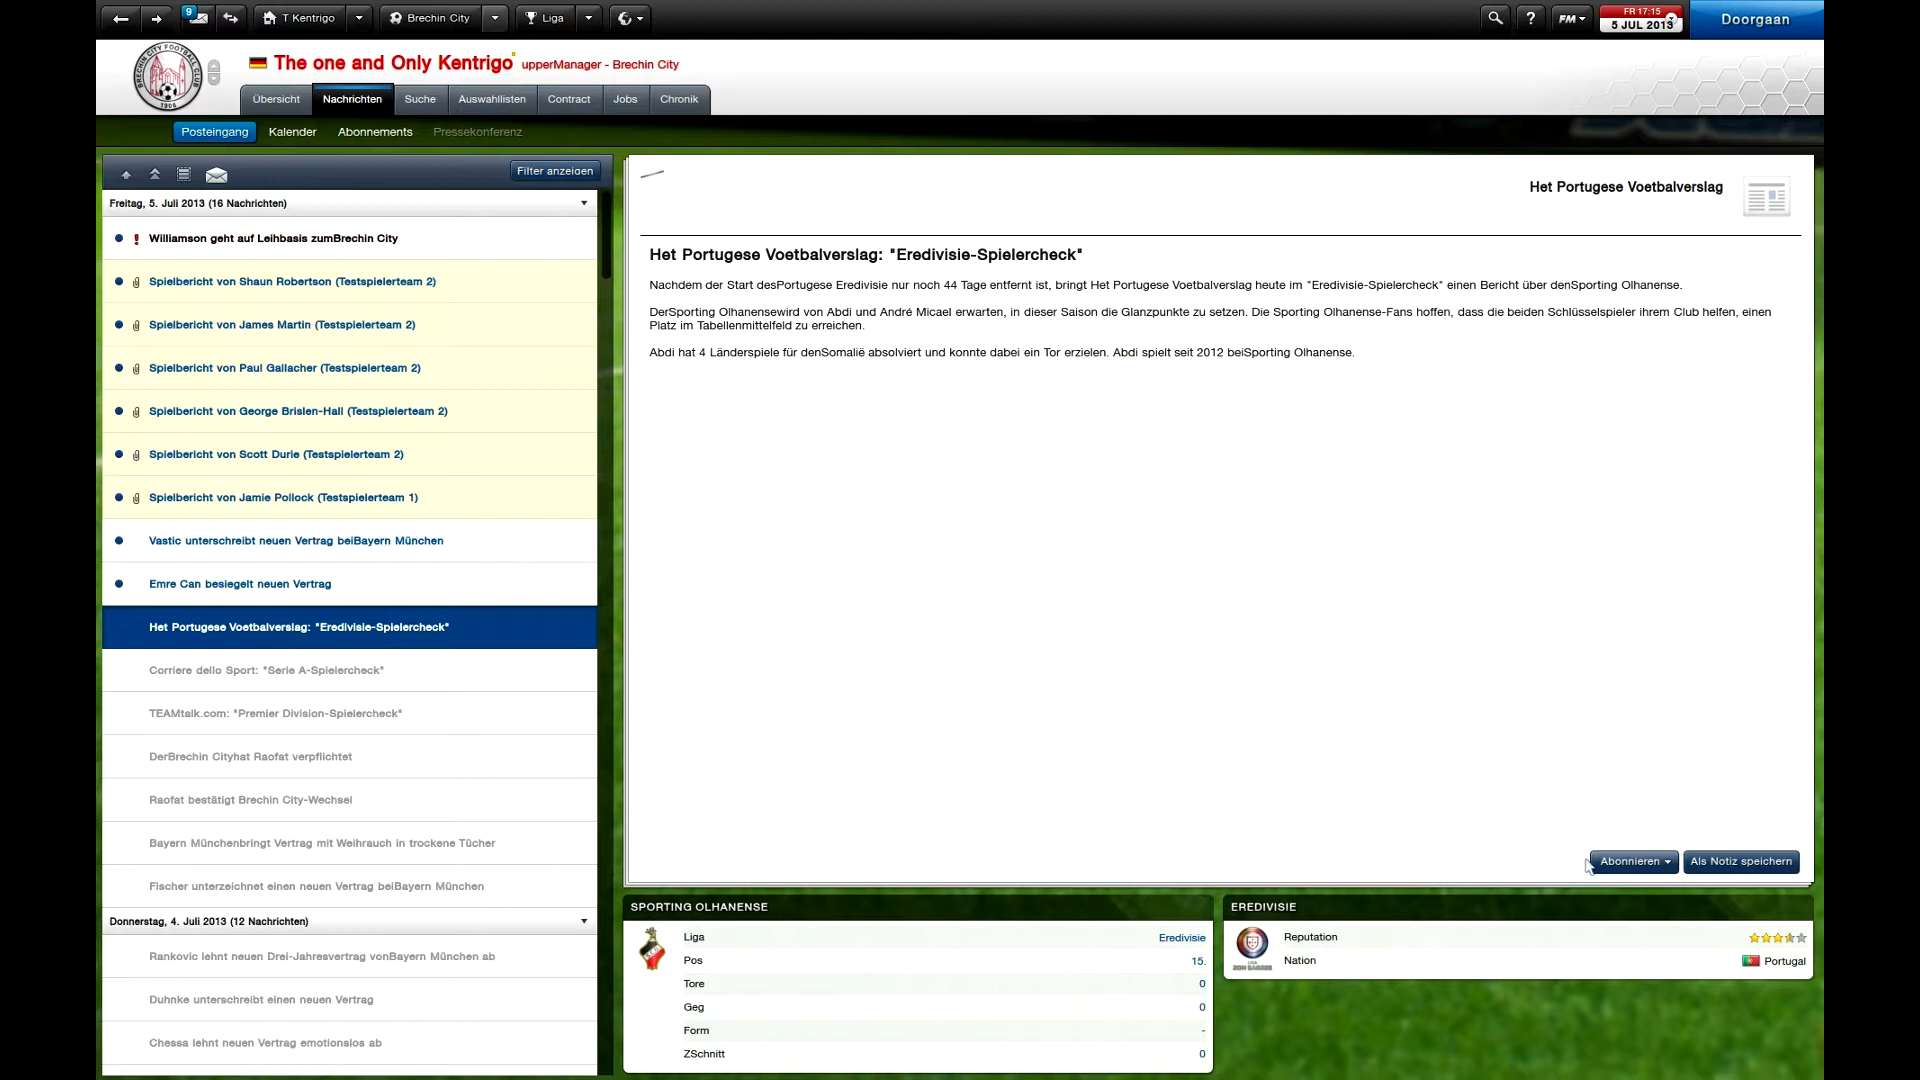 9
T Kentrigo
Brechin City
Liga
?
FM
FR 17:15
5 JUL 2013
Doorgaan
The one and Only Kentrigo
upperManager - Brechin City
Übersicht
Nachrichten
Suche
Auswahllisten
Contract
Jobs
Chronik
Posteingang
Kalender
Abonnements
Pressekonferenz
Filter anzeigen
Freitag, 5. Juli 2013 (16 Nachrichten)
Williamson geht auf Leihbasis zumBrechin City
Spielbericht von Shaun Robertson (Testspielerteam 2)
Spielbericht von James Martin (Testspielerteam 2)
Spielbericht von Paul Gallacher (Testspielerteam 2)
Spielbericht von George Brislen-Hall (Testspielerteam 2)
Spielbericht von Scott Durie (Testspielerteam 2)
Spielbericht von Jamie Pollock (Testspielerteam 1)
Vastic unterschreibt neuen Vertrag beiBayern München
Emre Can besiegelt neuen Vertrag
Het Portugese Voetbalverslag: "Eredivisie-Spielercheck"
Corriere dello Sport: "Serie A-Spielercheck"
TEAMtalk.com: "Premier Division-Spielercheck"
DerBrechin Cityhat Raofat verpflichtet
Raofat bestätigt Brechin City-Wechsel
Bayern Münchenbringt Vertrag mit Weihrauch in trockene Tücher
Fischer unterzeichnet einen neuen Vertrag beiBayern München
Donnerstag, 4. Juli 2013 (12 Nachrichten)
Rankovic lehnt neuen Drei-Jahresvertrag vonBayern München ab
Duhnke unterschreibt einen neuen Vertrag
Chessa lehnt neuen Vertrag emotionslos ab
Het Portugese Voetbalverslag
Het Portugese Voetbalverslag: "Eredivisie-Spielercheck"
Nachdem der Start desPortugese Eredivisie nur noch 44 Tage entfernt ist, bringt Het Portugese Voetbalverslag heute im "Eredivisie-Spielercheck" einen Bericht über denSporting Olhanense.
DerSporting Olhanensewird von Abdi und André Micael erwarten, in dieser Saison die Glanzpunkte zu setzen. Die Sporting Olhanense-Fans hoffen, dass die beiden Schlüsselspieler ihrem Club helfen, einen
Platz im Tabellenmittelfeld zu erreichen.
Abdi hat 4 Länderspiele für denSomalië absolviert und konnte dabei ein Tor erzielen. Abdi spielt seit 2012 beiSporting Olhanense.
Abonnieren
Als Notiz speichern
SPORTING OLHANENSE
Liga Eredivisie
Pos 15.
Tore 0
Geg 0
Form -
ZSchnitt 0
EREDIVISIE
Reputation
Nation Portugal